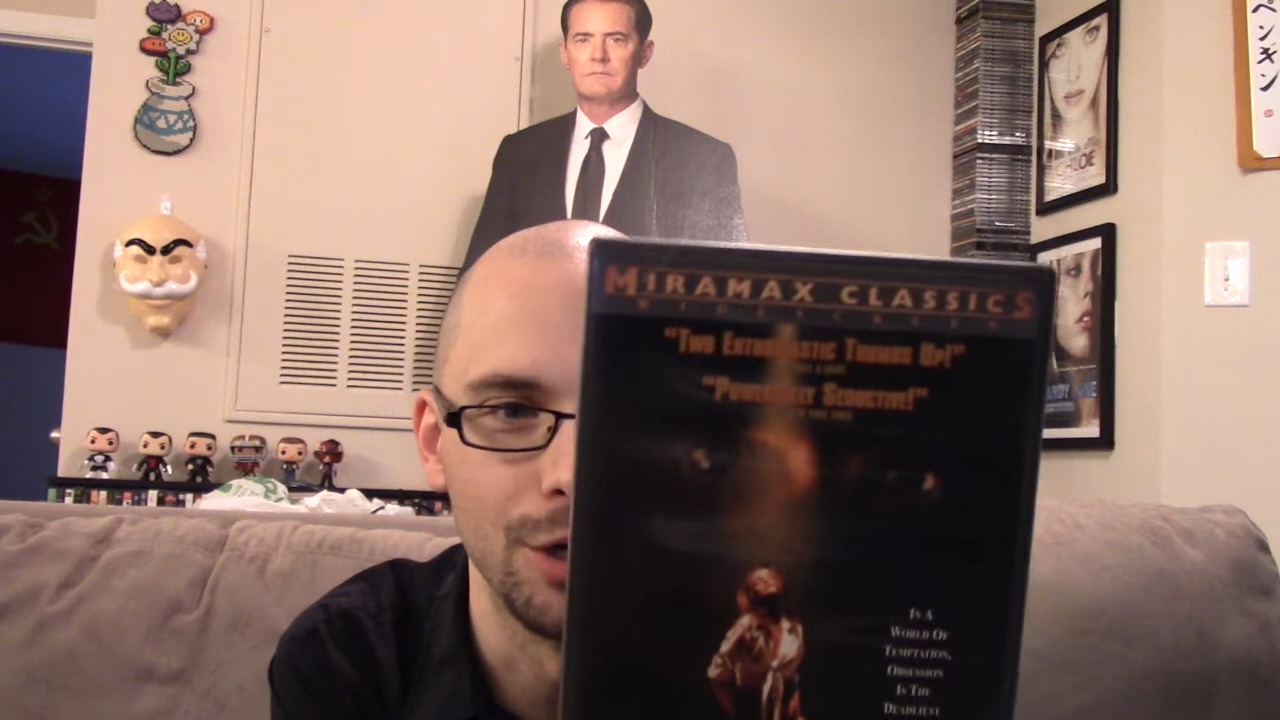 MIRAMAX CLASSICS
WIDESCREEN
"TWO ENTHUSIASTIC THUMBS UP!"
"POWERFULLY SEDUCTIVE!"
IN A
WORLD OF
TEMPTATION,
OBSESSION
IS THE
DEADLIEST
CHLOE
ペンギン